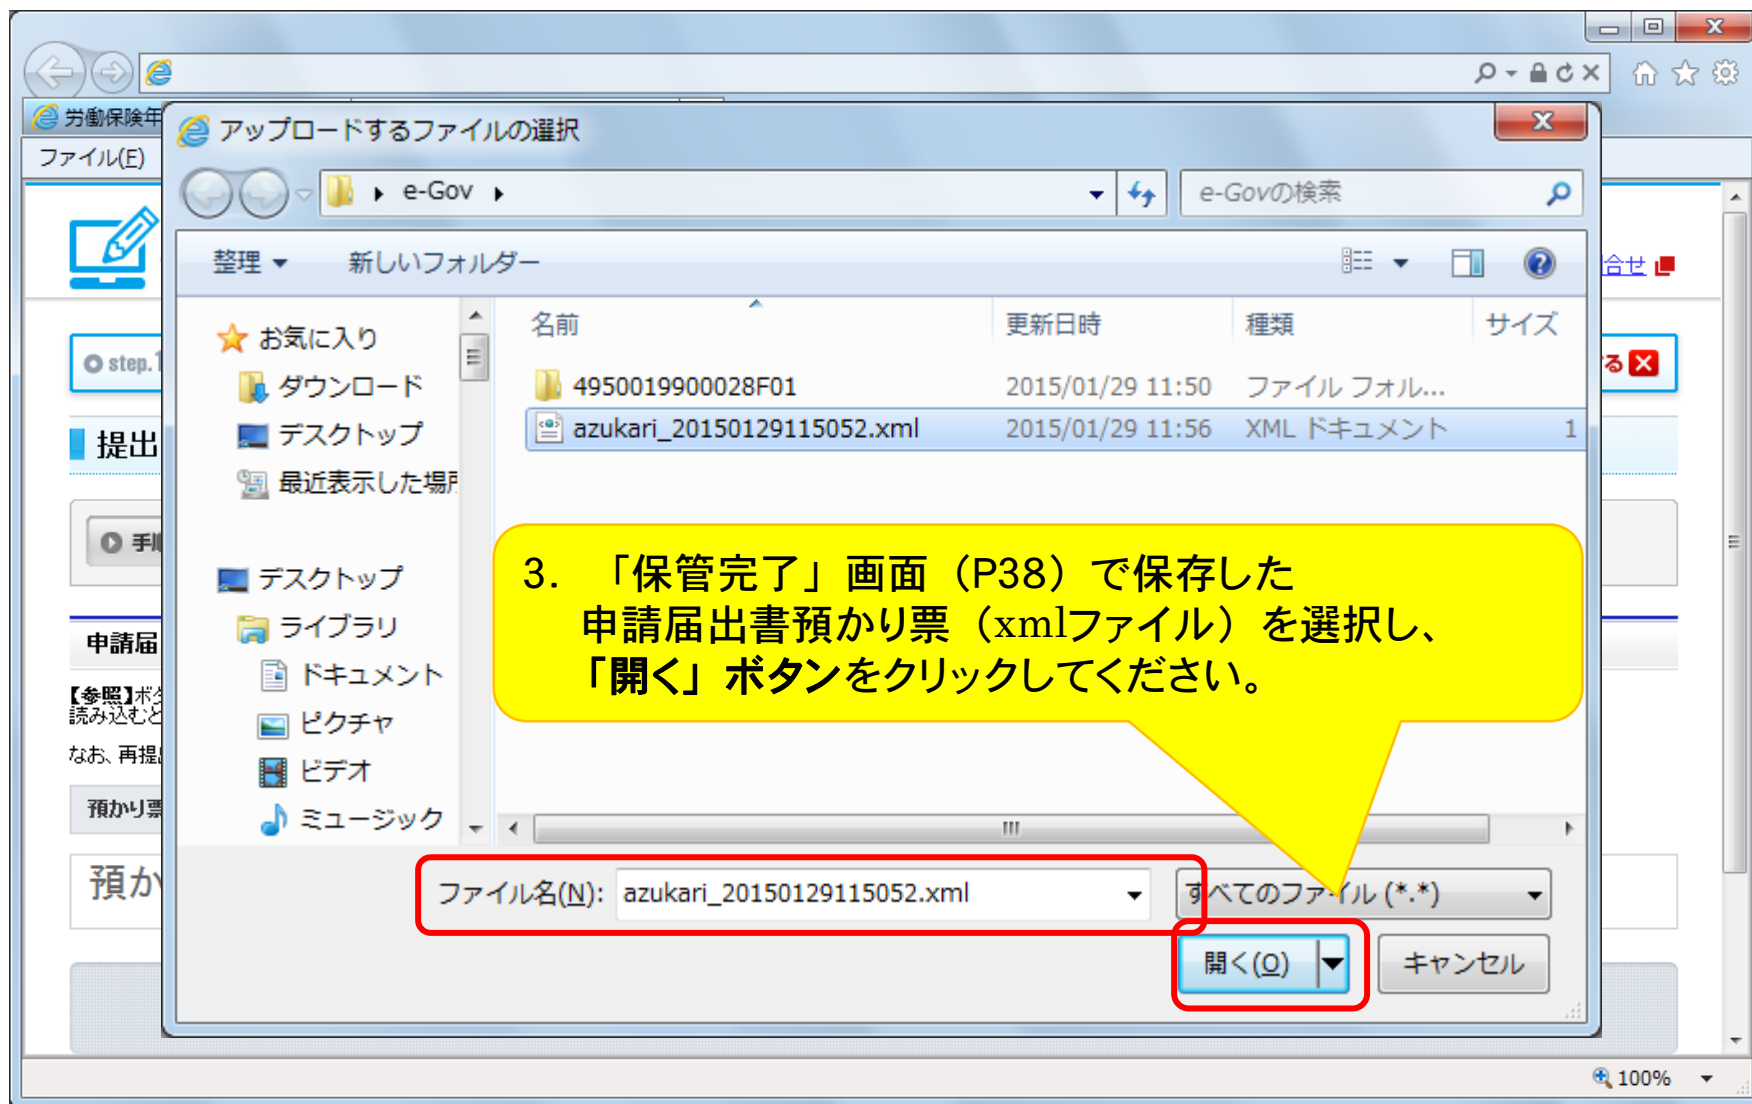 労働保険年
ファイル(F)
アップロードするファイルの選択
e-Gov
e-Govの検索
整理
新しいフォルダー
合せ
名前
更新日時
種類
サイズ
お気に入り
ダウンロード
デスクトップ
最近表示した場所
4950019900028F01
2015/01/29 11:50
ファイル フォル...
azukari_20150129115052.xml
2015/01/29 11:56
XML ドキュメント
1
step.1
る
提出
手順
3. 「保管完了」画面（P38）で保存した
申請届出書預かり票（xmlファイル）を選択し、
「開く」ボタンをクリックしてください。
デスクトップ
ライブラリ
ドキュメント
ピクチャ
ビデオ
ミュージック
申請届
【参照】ボタ
読み込むと
なお、再提出
預かり票
預か
ファイル名(N):
azukari_20150129115052.xml
すべてのファイル (*.*)
開く(O)
キャンセル
100%